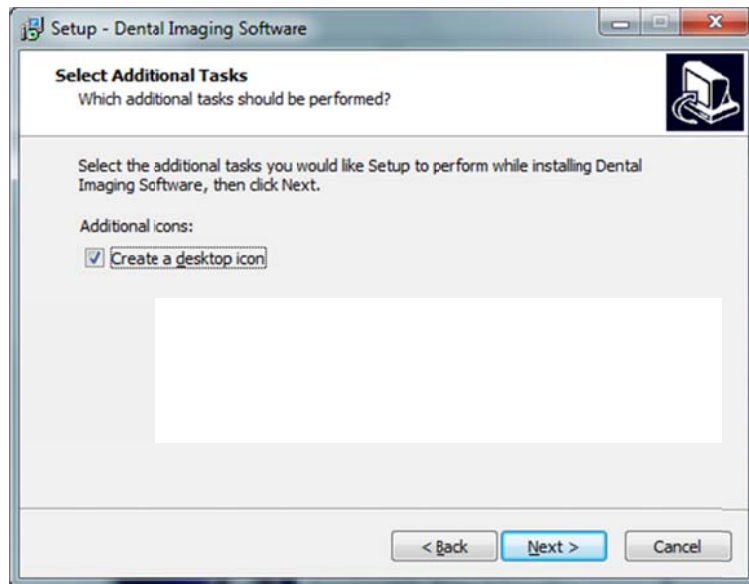 Setup - Dental Imaging Software
Select Additional Tasks
Which additional tasks should be performed?
Select the additional tasks you would like Setup to perform while installing Dental
Imaging Software, then click Next.
Additional icons:
Create a desktop icon
< Back
Next >
Cancel